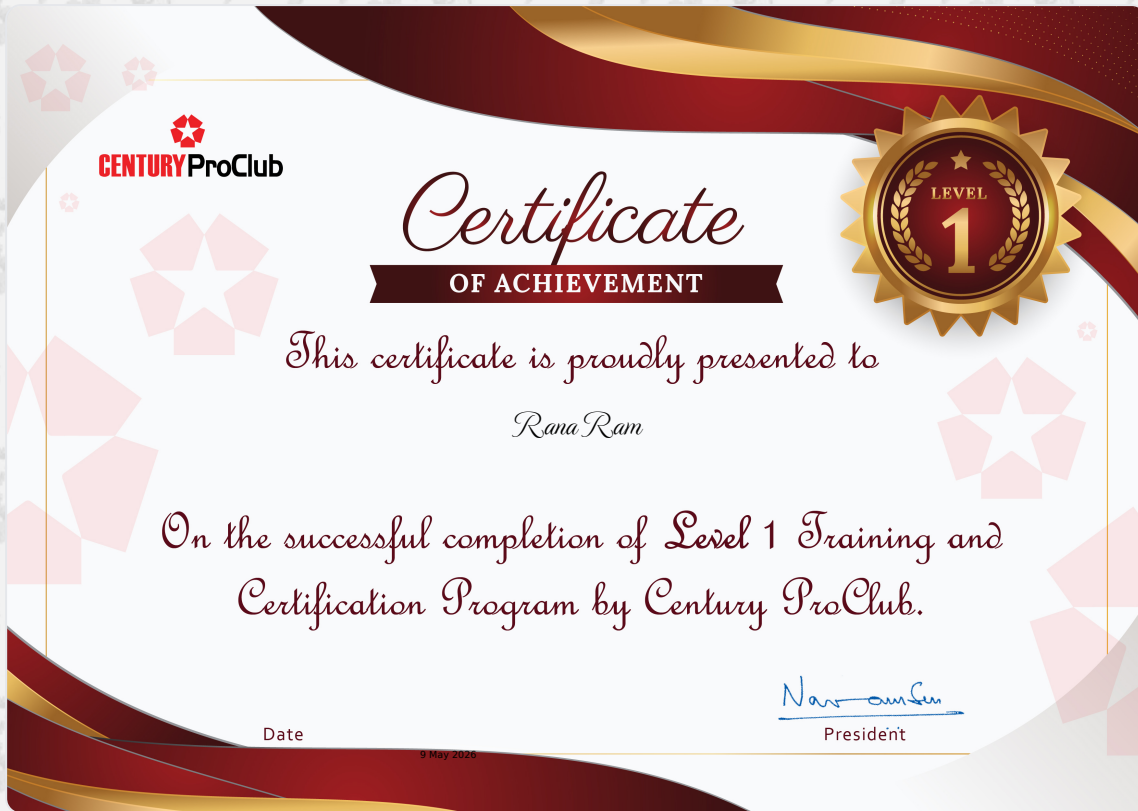 CENTURY ProClub
LEVEL
1
Certificate
OF ACHIEVEMENT
This certificate is proudly presented to
Rana Ram
On the successful completion of Level 1 Training and
Certification Program by Century ProClub.
Date
President
9 May 2026